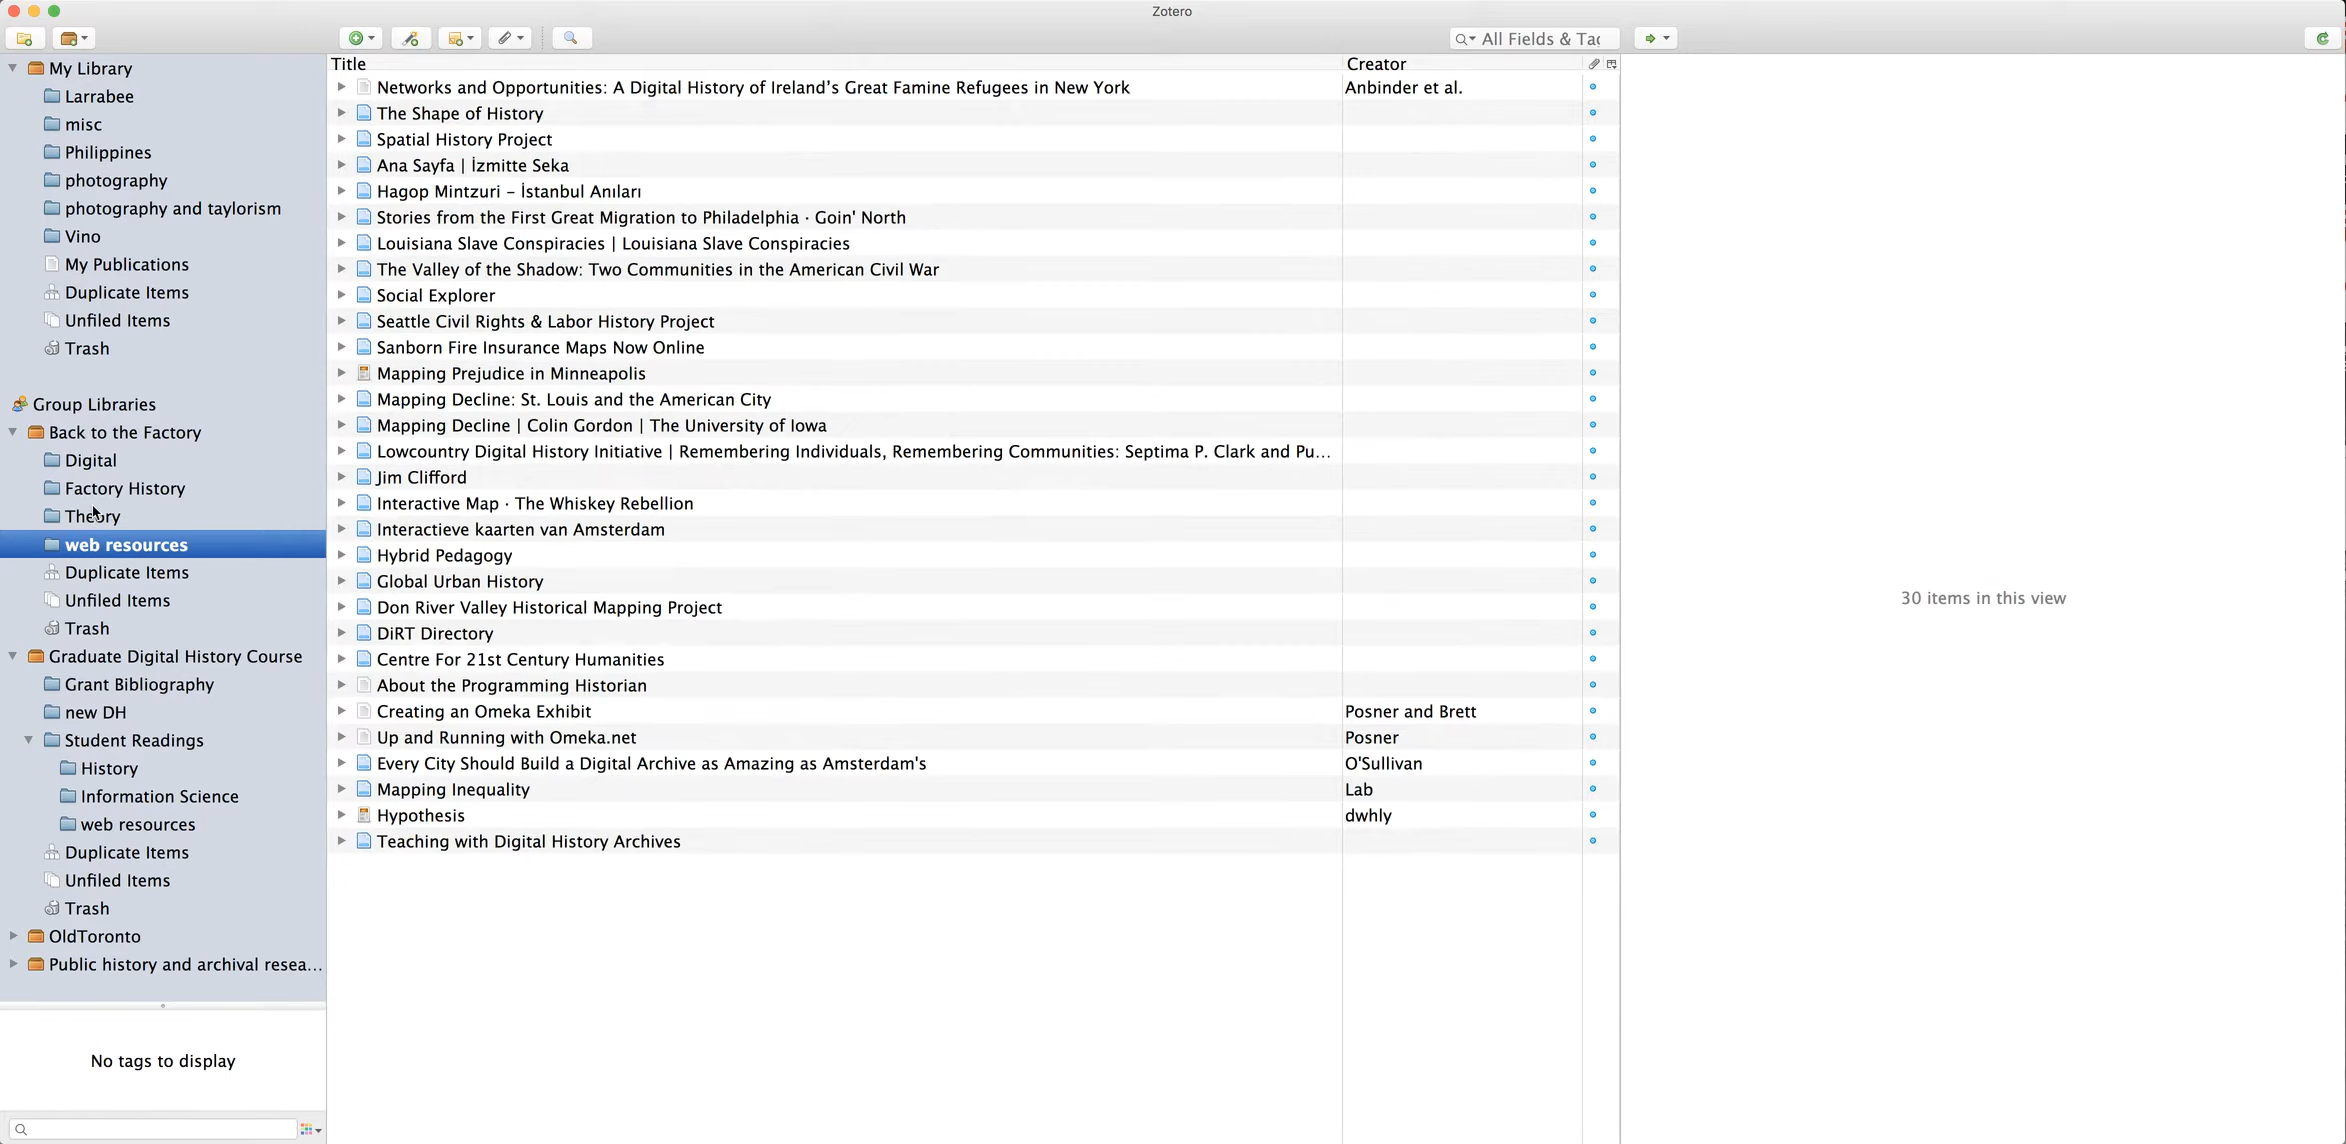 Zotero
All Fields & Tag
My Library
Larrabee
misc
Philippines
photography
photography and taylorism
Vino
My Publications
Duplicate Items
Unfiled Items
Trash
Group Libraries
Back to the Factory
Digital
Factory History
Theory
web resources
Duplicate Items
Unfiled Items
Trash
Graduate Digital History Course
Grant Bibliography
new DH
Student Readings
History
Information Science
web resources
Duplicate Items
Unfiled Items
Trash
OldToronto
Public history and archival resea...
No tags to display
Title Creator
Networks and Opportunities: A Digital History of Ireland’s Great Famine Refugees in New York Anbinder et al.
The Shape of History
Spatial History Project
Ana Sayfa | İzmitte Seka
Hagop Mintzuri – İstanbul Anıları
Stories from the First Great Migration to Philadelphia · Goin' North
Louisiana Slave Conspiracies | Louisiana Slave Conspiracies
The Valley of the Shadow: Two Communities in the American Civil War
Social Explorer
Seattle Civil Rights & Labor History Project
Sanborn Fire Insurance Maps Now Online
Mapping Prejudice in Minneapolis
Mapping Decline: St. Louis and the American City
Mapping Decline | Colin Gordon | The University of Iowa
Lowcountry Digital History Initiative | Remembering Individuals, Remembering Communities: Septima P. Clark and Pu...
Jim Clifford
Interactive Map · The Whiskey Rebellion
Interactieve kaarten van Amsterdam
Hybrid Pedagogy
Global Urban History
Don River Valley Historical Mapping Project
DiRT Directory
Centre For 21st Century Humanities
About the Programming Historian
Creating an Omeka Exhibit Posner and Brett
Up and Running with Omeka.net Posner
Every City Should Build a Digital Archive as Amazing as Amsterdam's O'Sullivan
Mapping Inequality Lab
Hypothesis dwhly
Teaching with Digital History Archives
30 items in this view